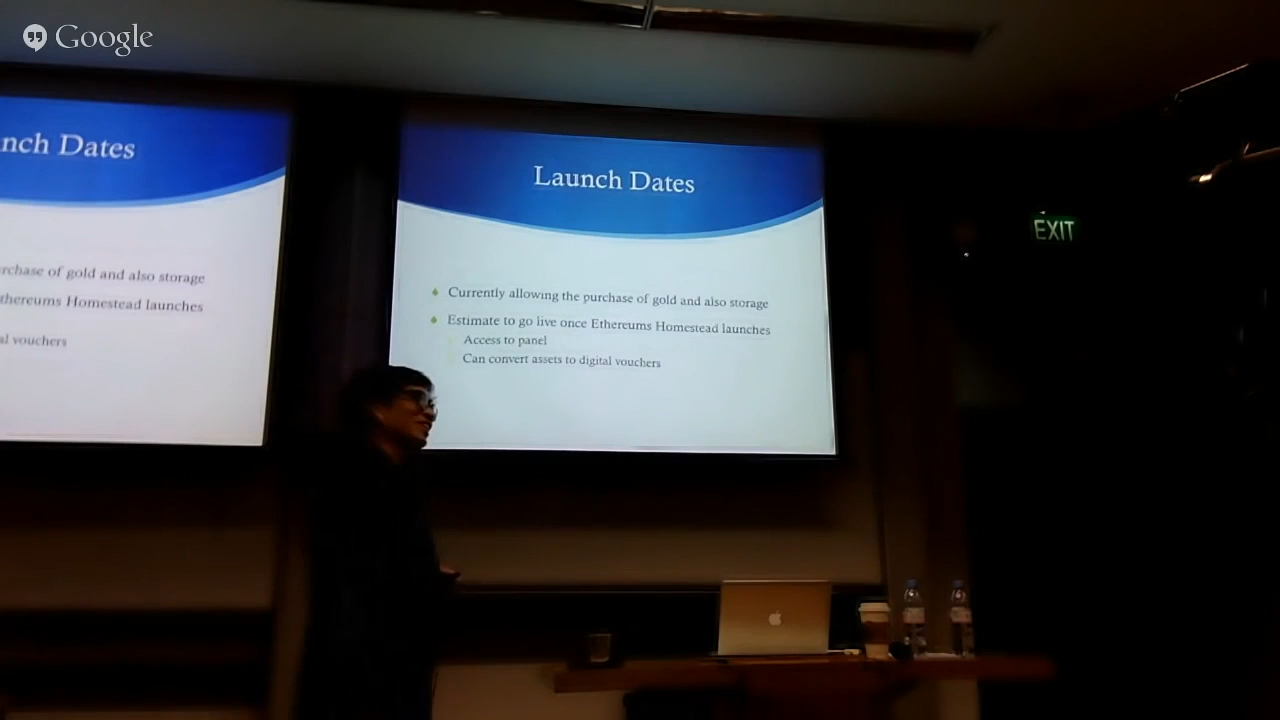 Google
nch Dates
rchase of gold and also storage
thereums Homestead launches
al vouchers
Launch Dates
Currently allowing the purchase of gold and also storage
Estimate to go live once Ethereums Homestead launches
Access to panel
Can convert assets to digital vouchers
EXIT